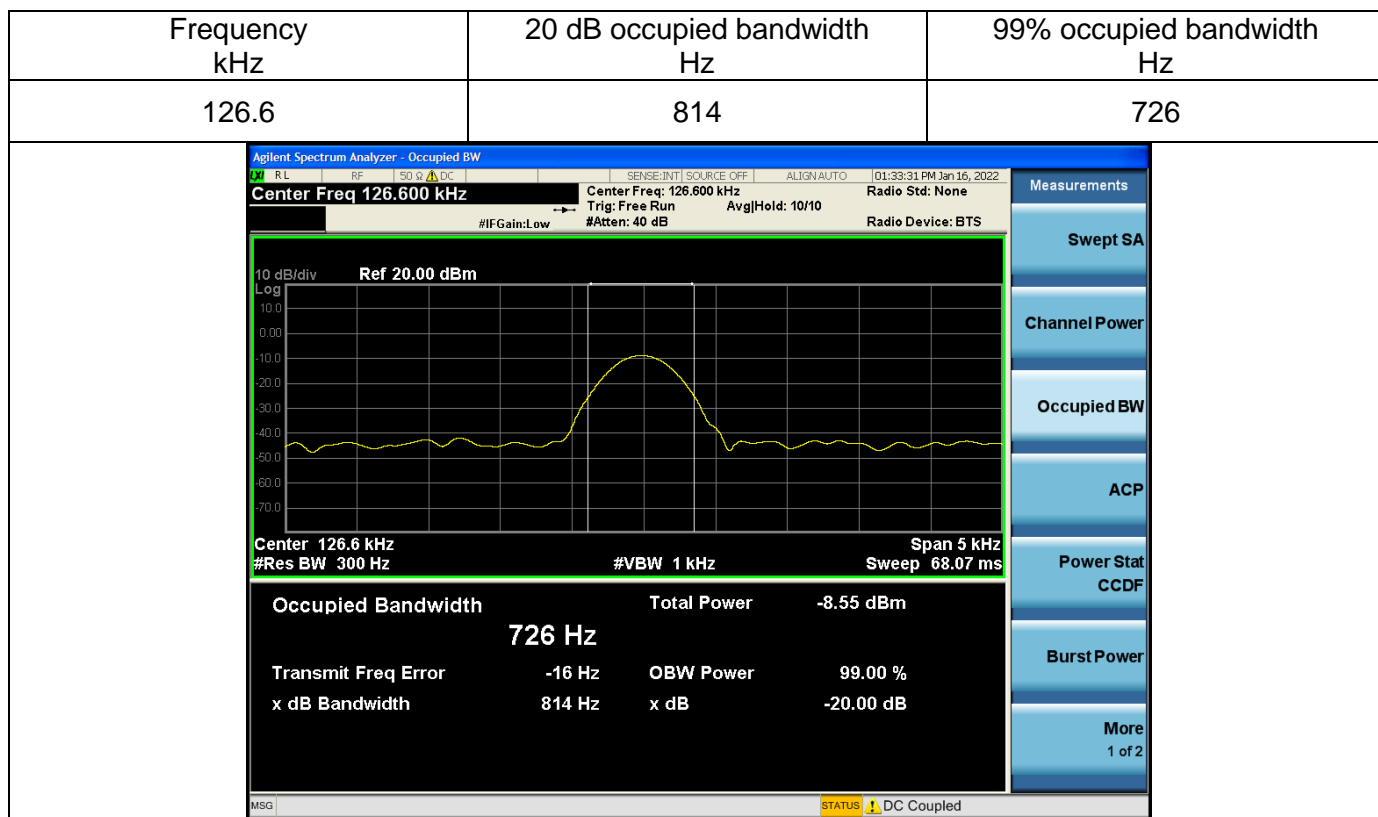 Frequency
kHz
20 dB occupied bandwidth
Hz
99% occupied bandwidth
Hz
126.6
814
726
Agilent Spectrum Analyzer - Occupied BW
LXI RL RF 50 Ω DC SENSE:INT SOURCE OFF ALIGNAUTO 01:33:31 PM Jan 16, 2022
Center Freq 126.600 kHz
Center Freq: 126.600 kHz
Radio Std: None
Trig: Free Run Avg|Hold: 10/10
#IFGain:Low
#Atten: 40 dB
Radio Device: BTS
10 dB/div
Ref 20.00 dBm
Log
10.0
0.00
-10.0
-20.0
-30.0
-40.0
-50.0
-60.0
-70.0
Center 126.6 kHz
Span 5 kHz
#Res BW 300 Hz
#VBW 1 kHz
Sweep 68.07 ms
Occupied Bandwidth
Total Power -8.55 dBm
726 Hz
Transmit Freq Error -16 Hz
OBW Power 99.00 %
x dB Bandwidth 814 Hz
x dB -20.00 dB
Measurements
Swept SA
Channel Power
Occupied BW
ACP
Power Stat
CCDF
Burst Power
More
1 of 2
MSG
STATUS
DC Coupled